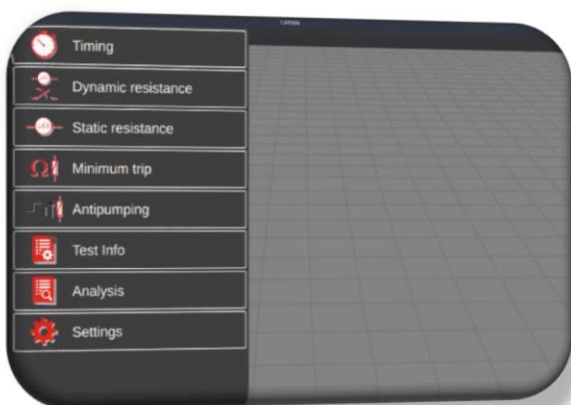 Timing
Dynamic resistance
Static resistance
Minimum trip
Antipumping
Test Info
Analysis
Settings